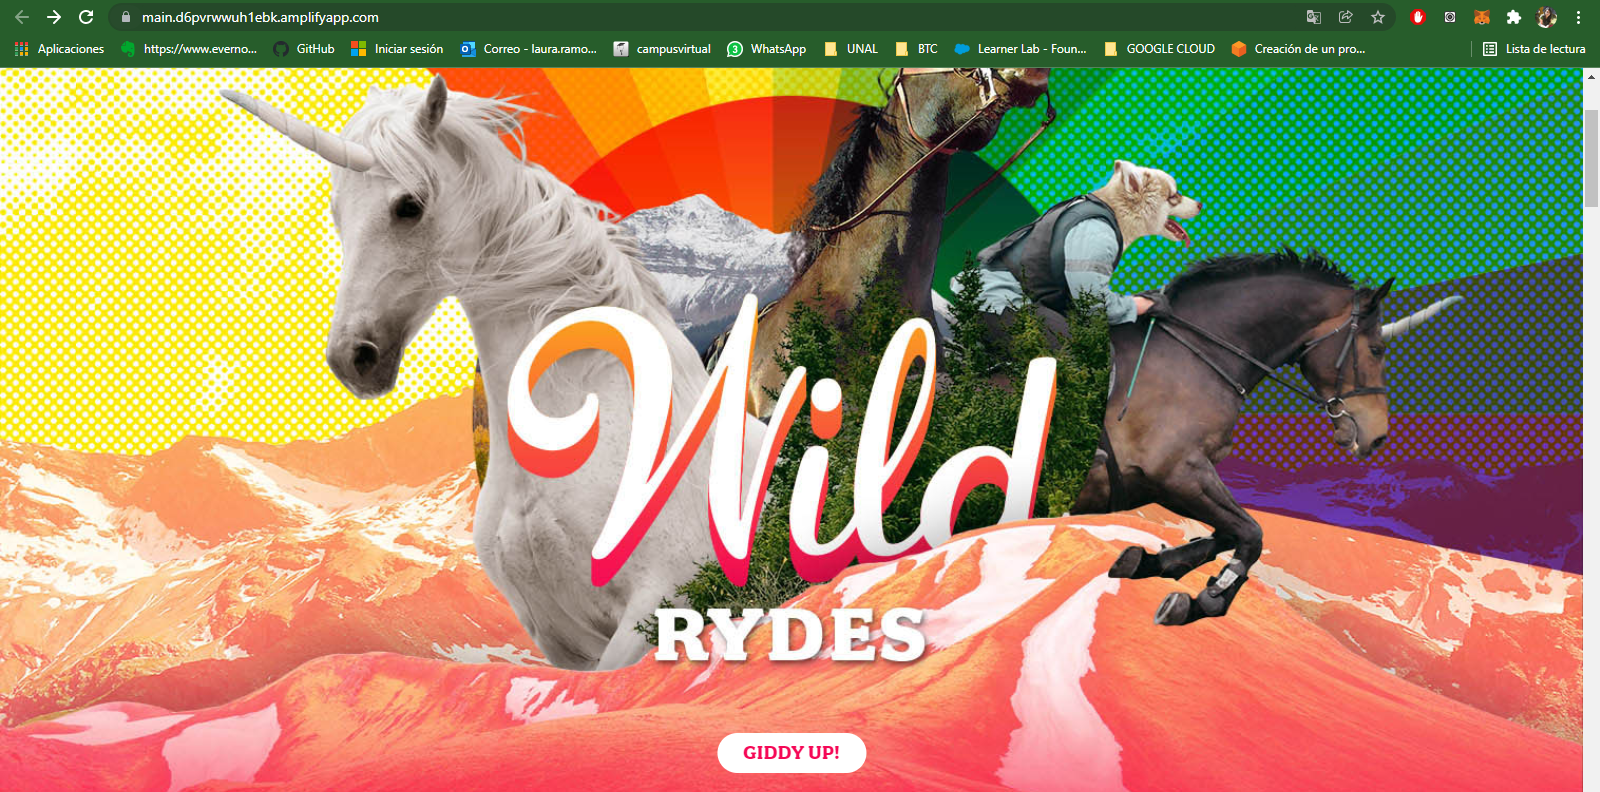 main.d6pvrwwuh1ebk.amplifyapp.com
Aplicaciones
https://www.everno...
GitHub
Iniciar sesión
Correo - laura.ramo...
campusvirtual
3
WhatsApp
UNAL
BTC
Learner Lab - Foun...
GOOGLE CLOUD
Creación de un pro...
Lista de lectura
Wild
RYDES
GIDDY UP!